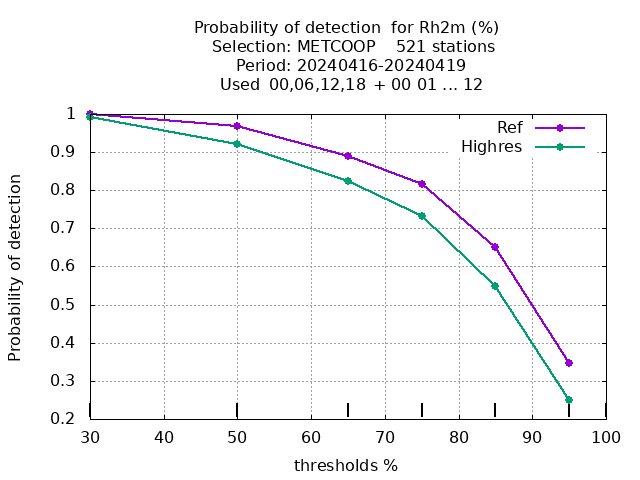 Probability of detection  for Rh2m (%)
Selection: METCOOP    521 stations
Period: 20240416-20240419
Used  00,06,12,18  + 00 01 ... 12
Ref
Highres
1
0.9
0.8
0.7
0.6
0.5
0.4
0.3
0.2
Probability of detection
30 40 50 60 70 80 90 100
thresholds %